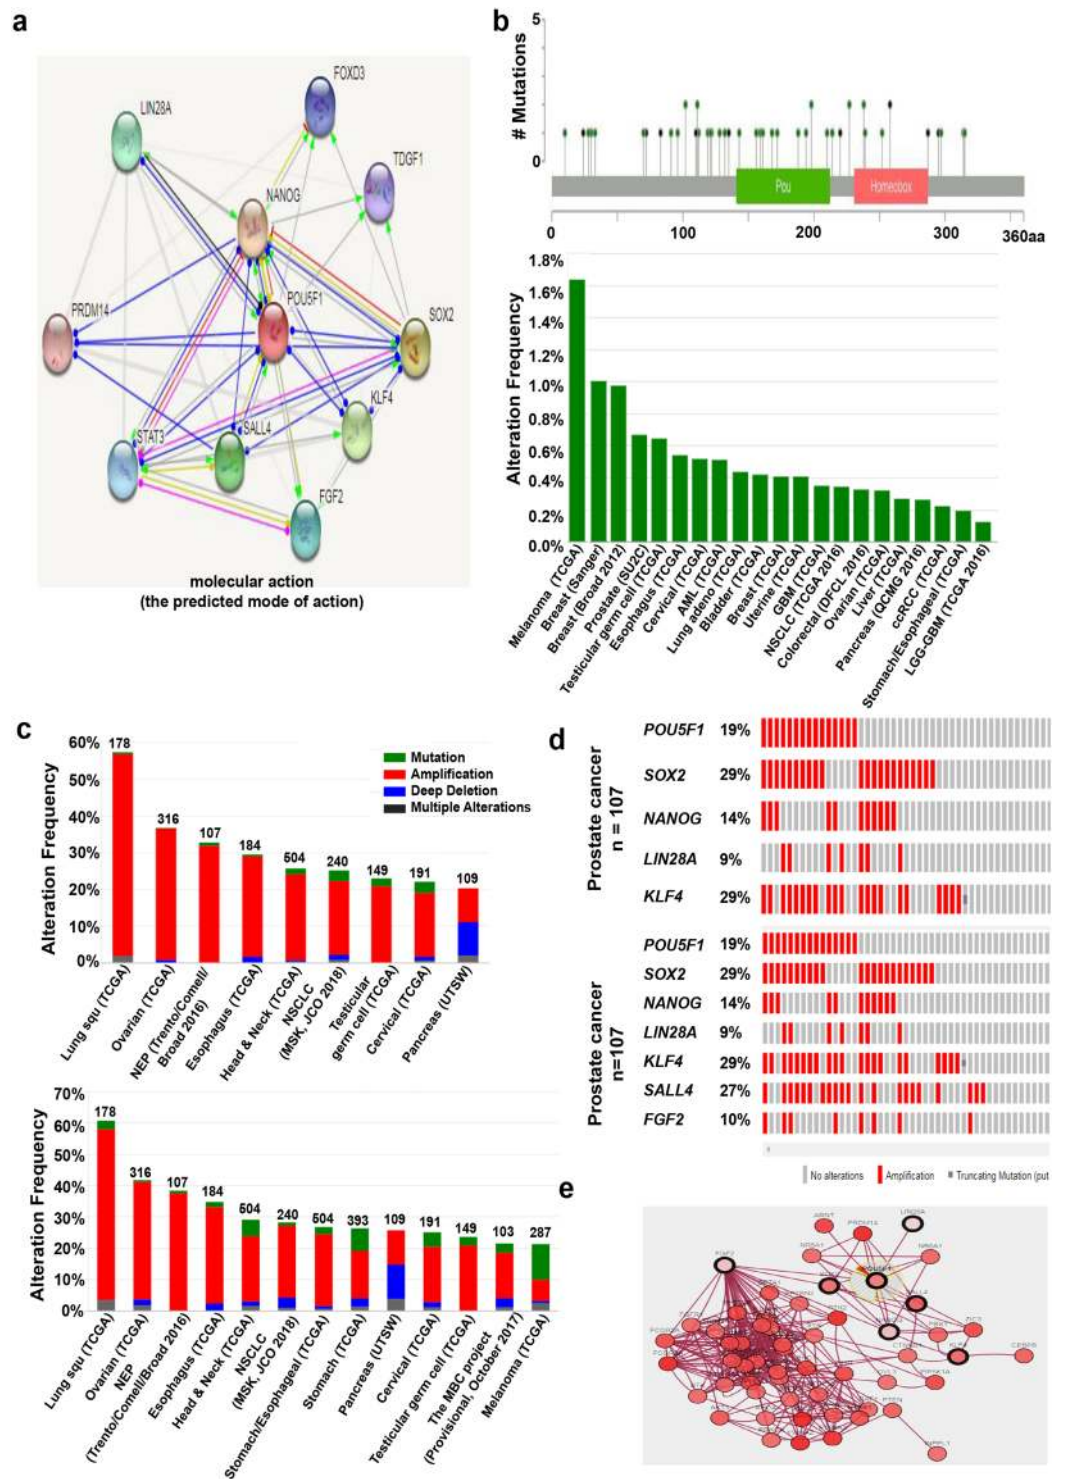 a
LIN28A
FOXD3
TDGF1
NANOG
PRDM14
POU5F1
SOX2
KLF4
STAT3
SALL4
FGF2
molecular action
(the predicted mode of action)
b
# Mutations
5
0
Pou
Homeobox
0
100
200
300
360aa
Alteration Frequency
1.8%
1.6%
1.4%
1.2%
1.0%
0.8%
0.6%
0.4%
0.2%
0.0%
Melanoma (TCGA)
Breast (Sanger)
Breast (Broad 2012)
Prostate (SU2C)
Testicular germ cell (TCGA)
Esophagus (TCGA)
Cervical (TCGA)
AML (TCGA)
Lung adeno (TCGA)
Bladder (TCGA)
Breast (TCGA)
Uterine (TCGA)
GBM (TCGA)
NSCLC (TCGA 2016)
Colorectal (DFCL 2016)
Ovarian (TCGA)
Liver (TCGA)
Pancreas (QCMG 2016)
ccRCC (TCGA)
Stomach/Esophageal (TCGA)
LGG-GBM (TCGA 2016)
c
Alteration Frequency
60%
50%
40%
30%
20%
10%
0%
178
316
107
184
504
240
149
191
109
Mutation
Amplification
Deep Deletion
Multiple Alterations
Lung squ (TCGA)
Ovarian (TCGA)
NEP (Trento/Comell/
Broad 2016)
Esophagus (TCGA)
Head & Neck (TCGA)
NSCLC
(MSK, JCO 2018)
Testicular
germ cell (TCGA)
Cervical (TCGA)
Pancreas (UTSW)
Alteration Frequency
70%
60%
50%
40%
30%
20%
10%
0%
178
316
107
184
504
240
504
393
109
191
149
103
287
Lung squ (TCGA)
Ovarian (TCGA)
NEP
(Trento/Comell/Broad 2016)
Esophagus (TCGA)
Head & Neck (TCGA)
NSCLC
(MSK, JCO 2018)
Stomach/Esophageal (TCGA)
Stomach (TCGA)
Pancreas (UTSW)
Cervical (TCGA)
Testicular germ cell (TCGA)
The MBC project
(Provisional, October 2017)
Melanoma (TCGA)
d
Prostate cancer
n = 107
POU5F1 19%
SOX2 29%
NANOG 14%
LIN28A 9%
KLF4 29%
Prostate cancer
n=107
POU5F1 19%
SOX2 29%
NANOG 14%
LIN28A 9%
KLF4 29%
SALL4 27%
FGF2 10%
No alterations
Amplification
Truncating Mutation (put
e
PRDM14
LIN28A
NR5A1
FGF2
POU5F1